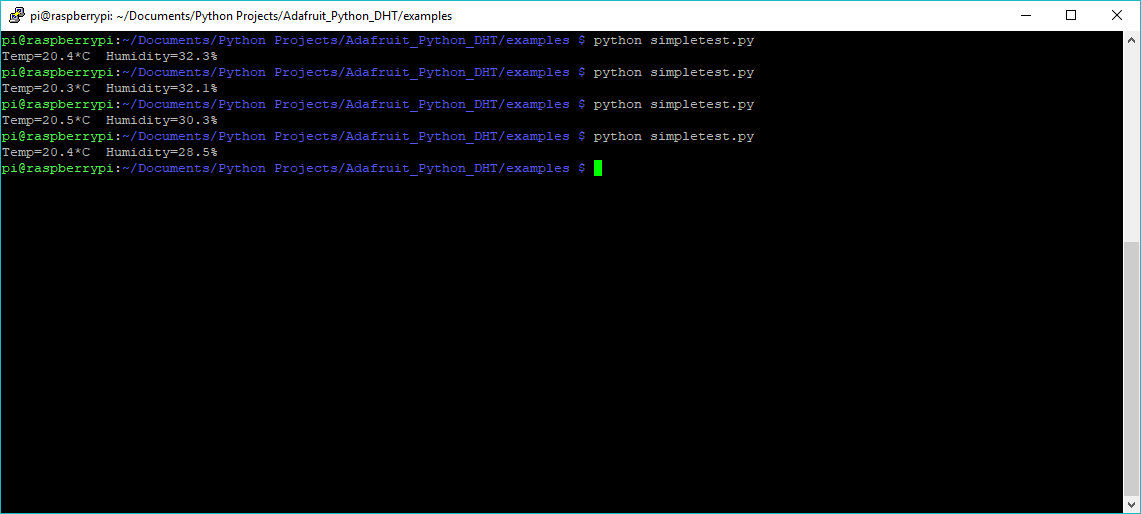 pi@raspberrypi: ~/Documents/Python Projects/Adafruit_Python_DHT/examples
pi@raspberrypi:~/Documents/Python Projects/Adafruit_Python_DHT/examples $ python simpletest.py
Temp=20.4*C  Humidity=32.3%
pi@raspberrypi:~/Documents/Python Projects/Adafruit_Python_DHT/examples $ python simpletest.py
Temp=20.3*C  Humidity=32.1%
pi@raspberrypi:~/Documents/Python Projects/Adafruit_Python_DHT/examples $ python simpletest.py
Temp=20.5*C  Humidity=30.3%
pi@raspberrypi:~/Documents/Python Projects/Adafruit_Python_DHT/examples $ python simpletest.py
Temp=20.4*C  Humidity=28.5%
pi@raspberrypi:~/Documents/Python Projects/Adafruit_Python_DHT/examples $